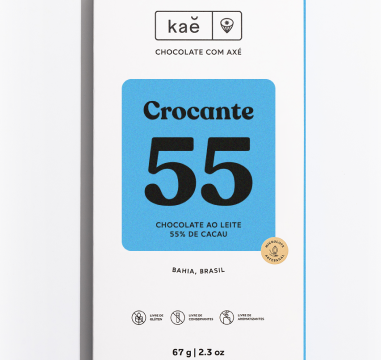 kaě
CHOCOLATE COM AXÉ
Crocante
55
CHOCOLATE AO LEITE
55% DE CACAU
BAHIA, BRASIL
LIVRE DE
GLÚTEN
LIVRE DE
CONSERVANTES
LIVRE DE
AROMATIZANTES
67 g | 2.3 oz